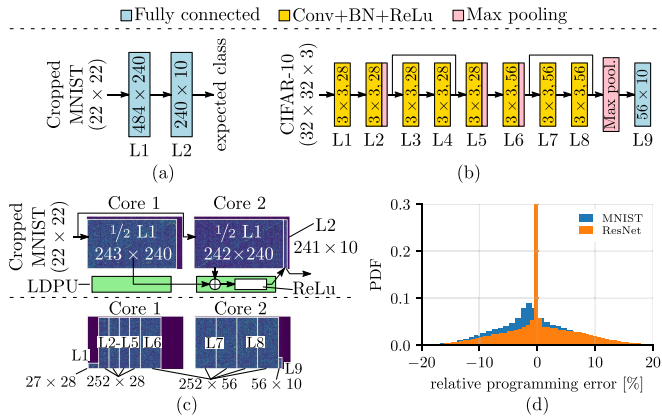 Fully connected Conv+BN+ReLu Max pooling
Cropped
MNIST
(22 × 22)
484 × 240
240 × 10
expected class
L1 L2
(a)
CIFAR-10
(32 × 32 × 3)
3 × 3.28
3 × 3.28
3 × 3.28
3 × 3.28
3 × 3.28
3 × 3.56
3 × 3.56
3 × 3.56
Max pool.
56 × 10
L1 L2 L3 L4 L5 L6 L7 L8 L9
(b)
Core 1 Core 2
Cropped
MNIST
(22 × 22)
1/2 L1
243 × 240
1/2 L1
242×240
L2
241 × 10
LDPU
ReLu
Core 1 Core 2
L1
L2-L5 L6
L7 L8
L9
27 × 28 252 × 28 252 × 56 56 × 10
(c)
PDF
0.3
0.2
0.1
0.0
MNIST
ResNet
−20 −10 0 10 20
relative programming error [%]
(d)